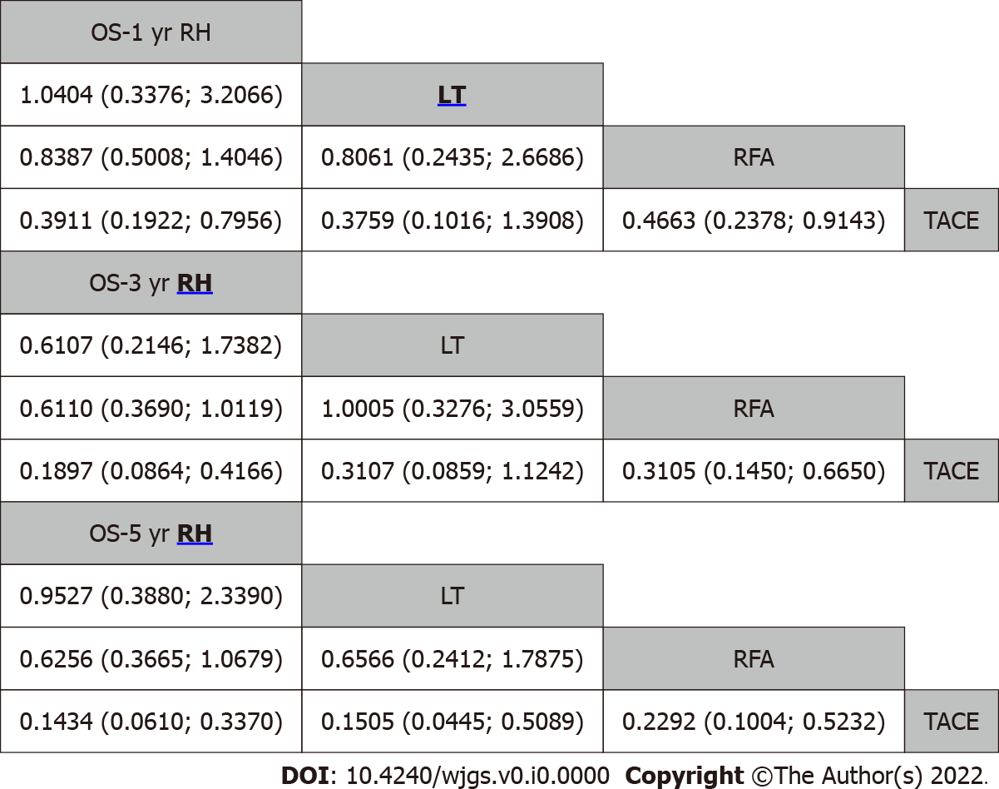 OS-1 yr RH
1.0404 (0.3376; 3.2066) LT
0.8387 (0.5008; 1.4046) 0.8061 (0.2435; 2.6686) RFA
0.3911 (0.1922; 0.7956) 0.3759 (0.1016; 1.3908) 0.4663 (0.2378; 0.9143) TACE
OS-3 yr RH
0.6107 (0.2146; 1.7382) LT
0.6110 (0.3690; 1.0119) 1.0005 (0.3276; 3.0559) RFA
0.1897 (0.0864; 0.4166) 0.3107 (0.0859; 1.1242) 0.3105 (0.1450; 0.6650) TACE
OS-5 yr RH
0.9527 (0.3880; 2.3390) LT
0.6256 (0.3665; 1.0679) 0.6566 (0.2412; 1.7875) RFA
0.1434 (0.0610; 0.3370) 0.1505 (0.0445; 0.5089) 0.2292 (0.1004; 0.5232) TACE
DOI: 10.4240/wjgs.v0.i0.0000 Copyright ©The Author(s) 2022.